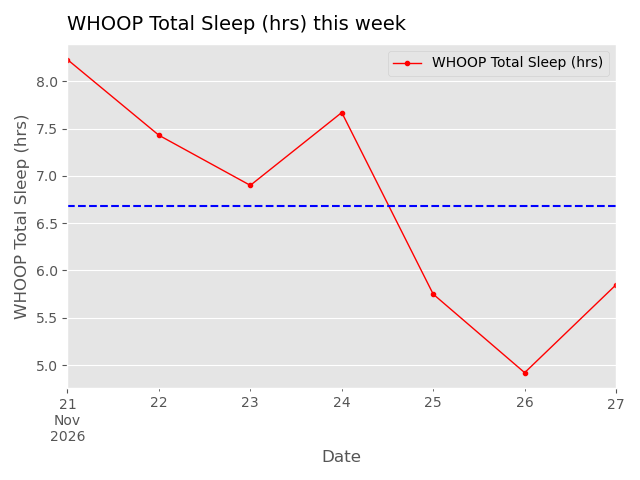 WHOOP Total Sleep (hrs) this week
WHOOP Total Sleep (hrs)
WHOOP Total Sleep (hrs)
8.0
7.5
7.0
6.5
6.0
5.5
5.0
21 22 23 24 25 26 27
Nov
2026
Date